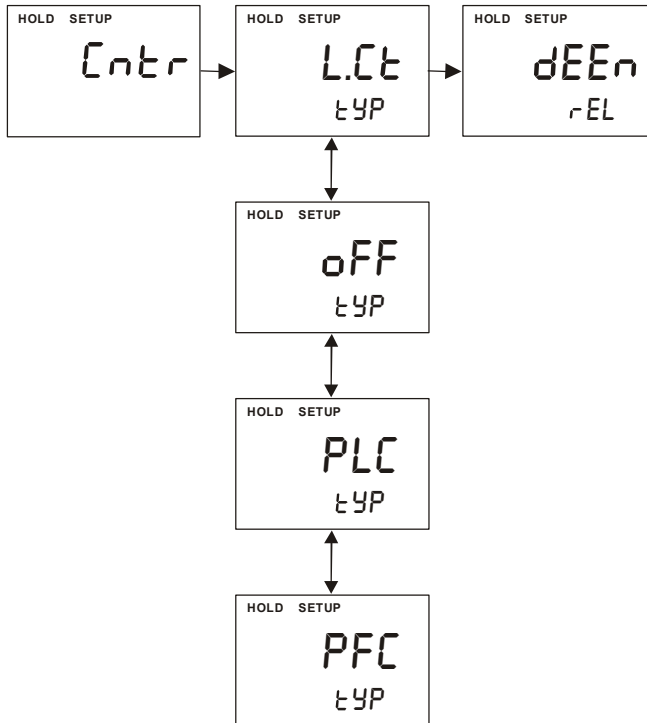 HOLD SETUP
Cntr
HOLD SETUP
L.Ct
tYP
HOLD SETUP
dEEn
rEL
HOLD SETUP
oFF
tYP
HOLD SETUP
PLC
tYP
HOLD SETUP
PFC
tYP